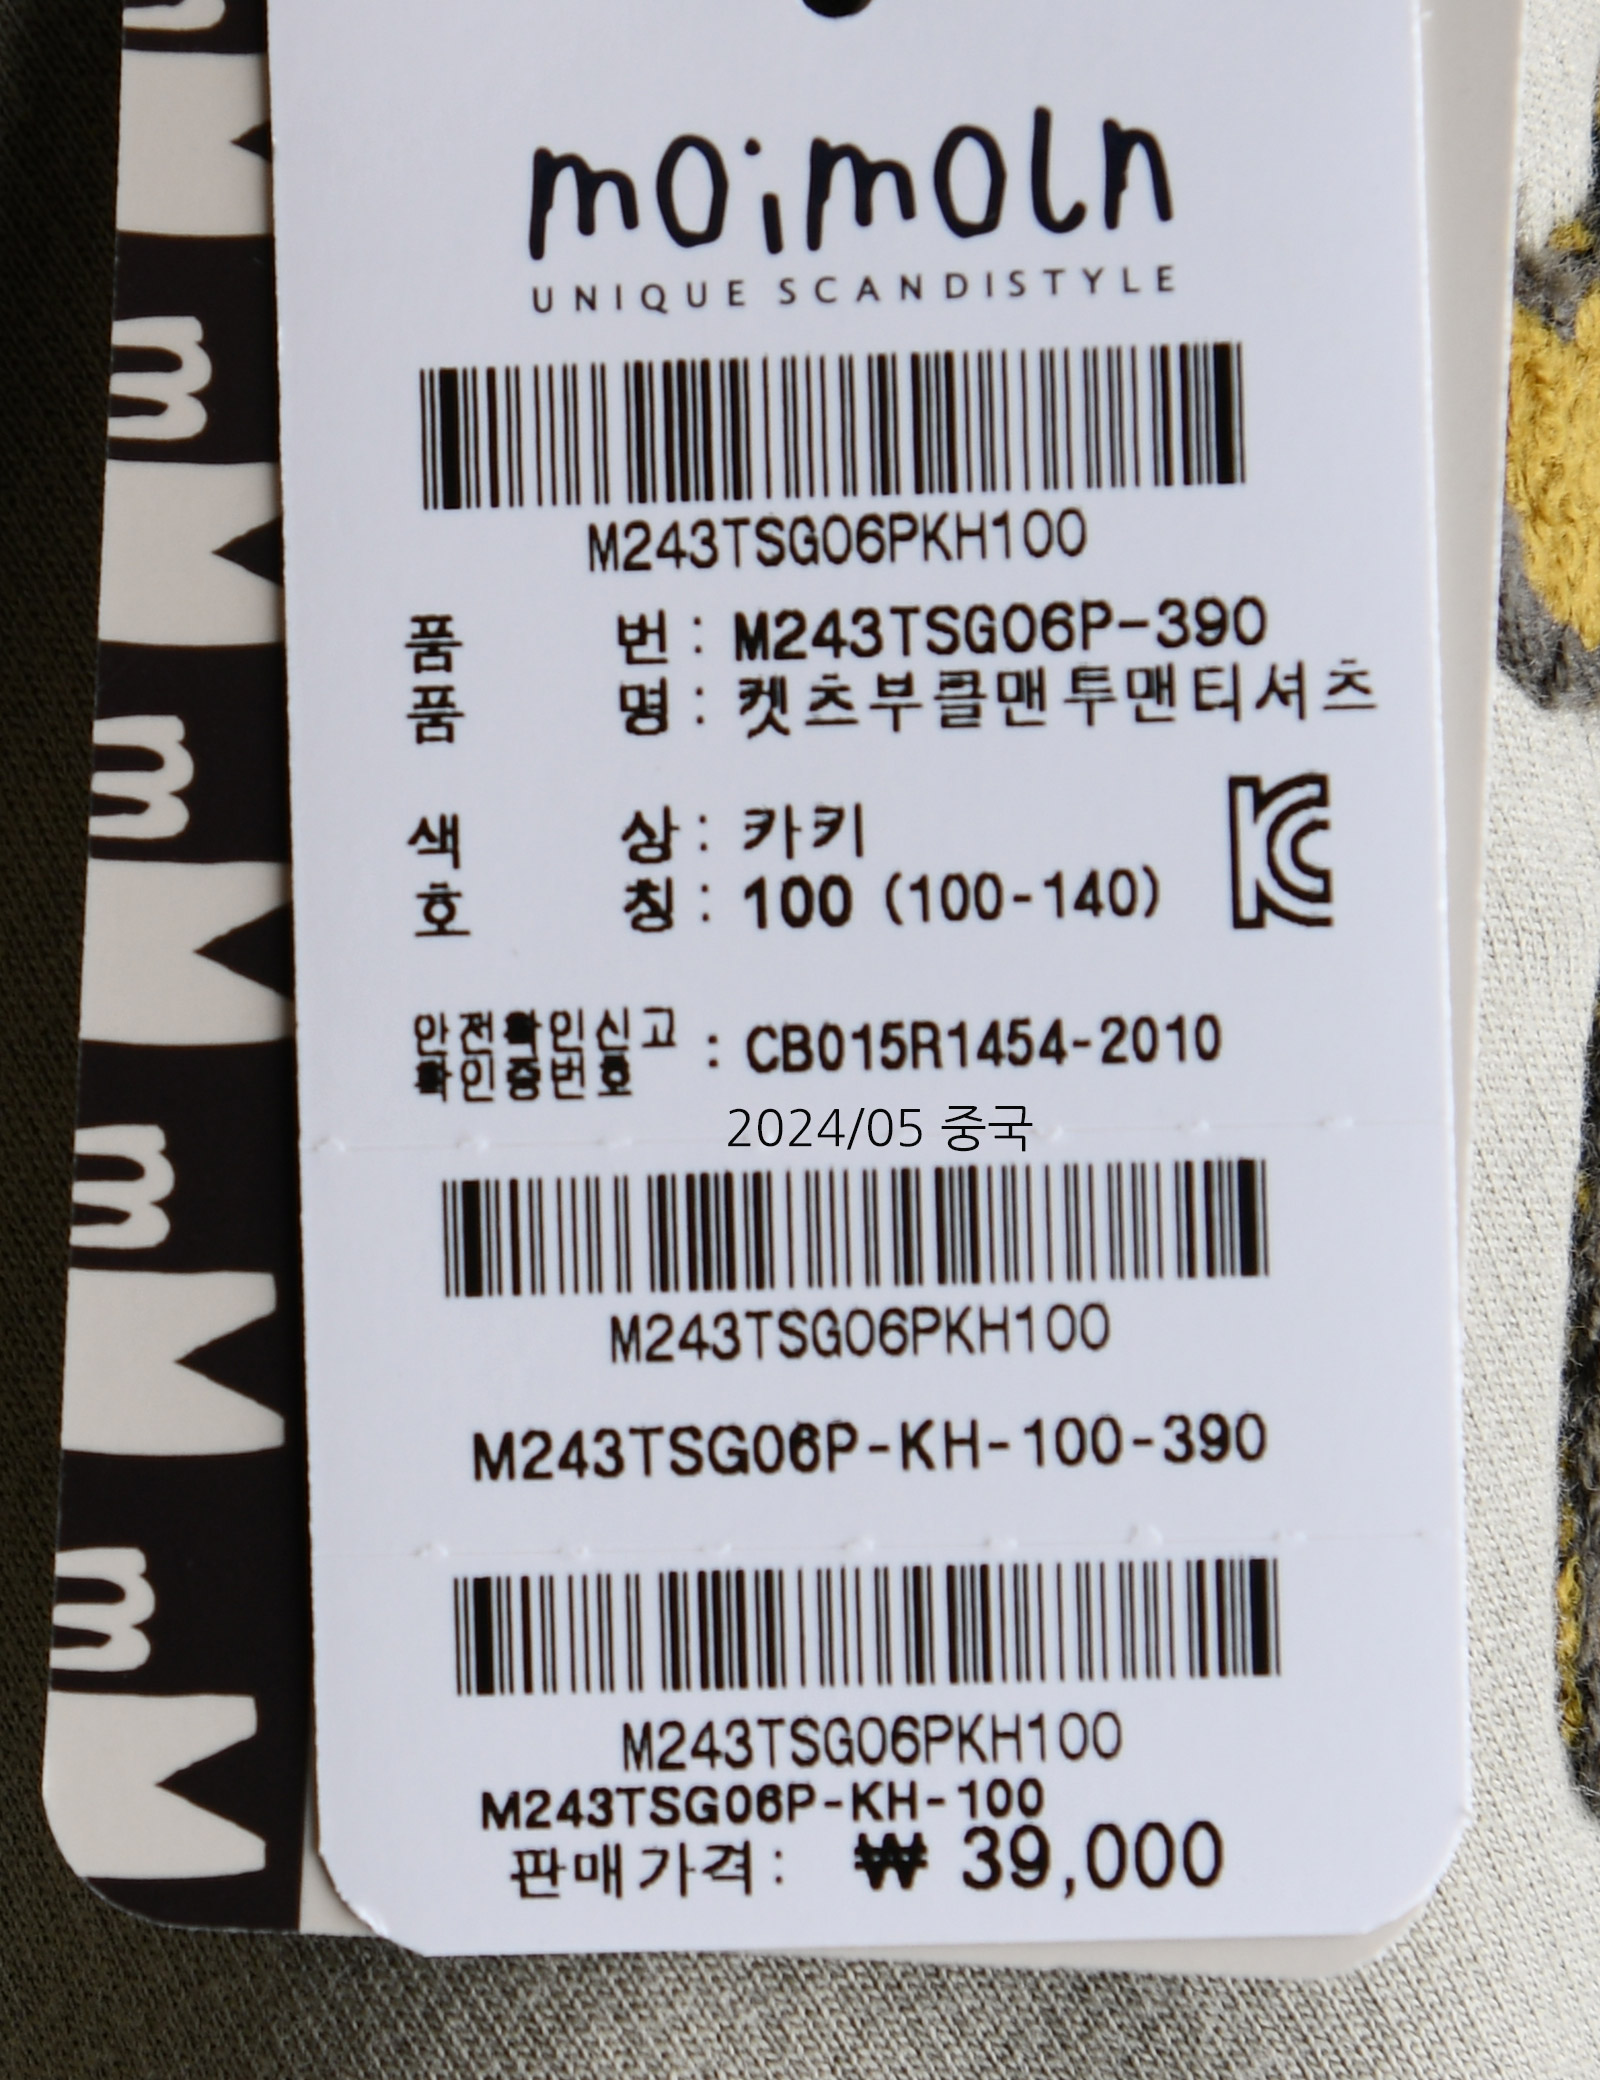 moimoln
UNIQUE SCANDISTYLE
M243TSG06PKH100
품 번 : M243TSG06P-390
품 명 : 켓츠부클맨투맨티셔츠
색 상 : 카키
호 칭 : 100 (100-140)
안전확인신고
확인증번호 : CB015R1454-2010
2024/05 중국
M243TSG06PKH100
M243TSG06P-KH-100-390
M243TSG06PKH100
M243TSG06P-KH-100
판매가격 : ₩ 39,000